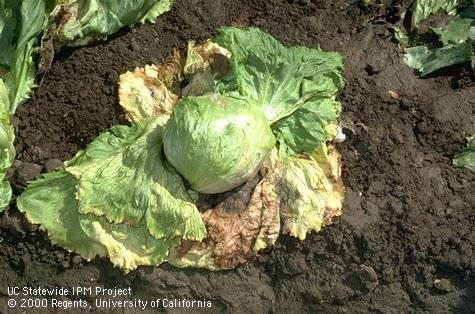 UC Statewide IPM Project
© 2000 Regents, University of California